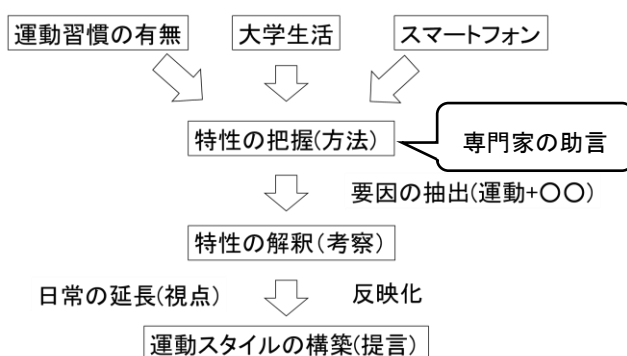 運動習慣の有無
大学生活
スマートフォン
特性の把握(方法)
専門家の助言
要因の抽出(運動+〇〇)
特性の解釈(考察)
日常の延長(視点)
反映化
運動スタイルの構築(提言)